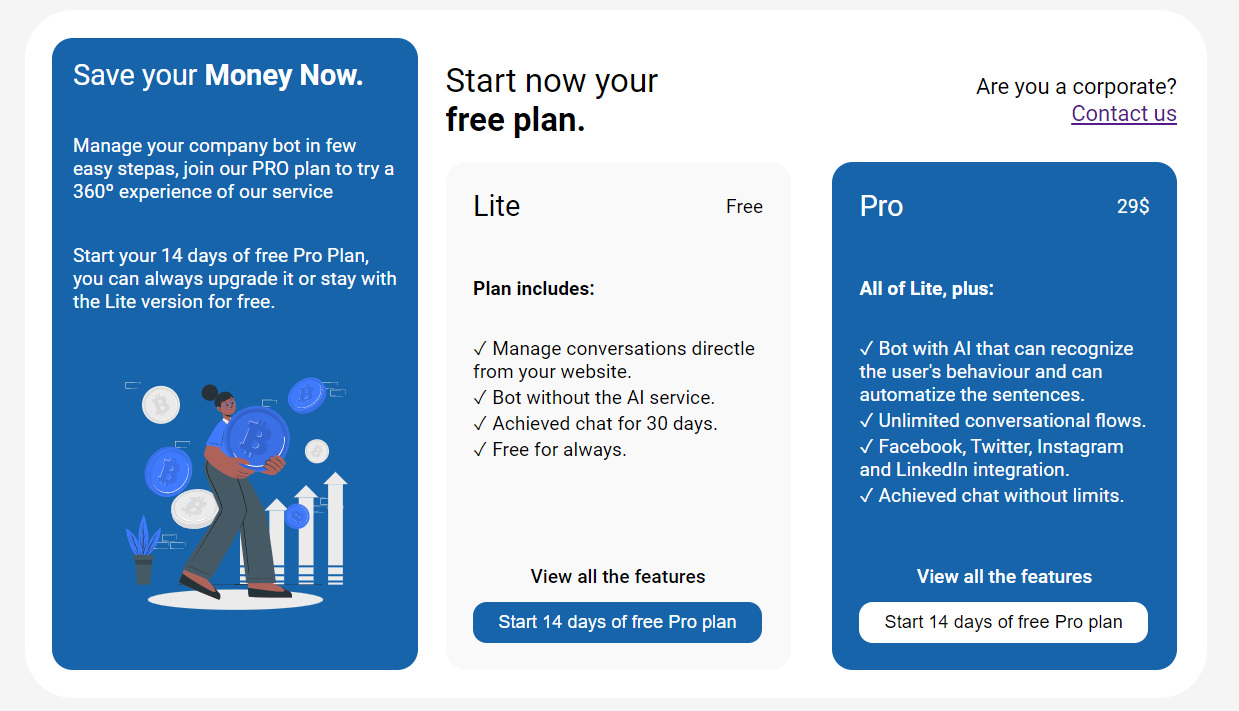 Save your Money Now.
Manage your company bot in few
easy stepas, join our PRO plan to try a
360º experience of our service
Start your 14 days of free Pro Plan,
you can always upgrade it or stay with
the Lite version for free.
Start now your
free plan.
Are you a corporate?
Contact us
Lite
Free
Plan includes:
✓ Manage conversations directle
from your website.
✓ Bot without the AI service.
✓ Achieved chat for 30 days.
✓ Free for always.
View all the features
Start 14 days of free Pro plan
Pro
29$
All of Lite, plus:
✓ Bot with AI that can recognize
the user's behaviour and can
automatize the sentences.
✓ Unlimited conversational flows.
✓ Facebook, Twitter, Instagram
and LinkedIn integration.
✓ Achieved chat without limits.
View all the features
Start 14 days of free Pro plan